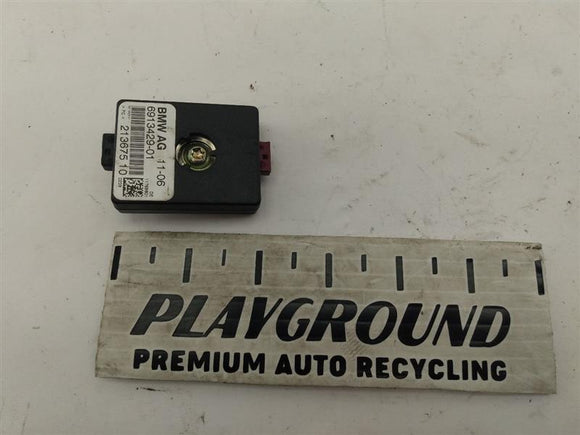 BMW AG 11-06
6913429-01
213675 10
PLAYGROUND
PREMIUM AUTO RECYCLING